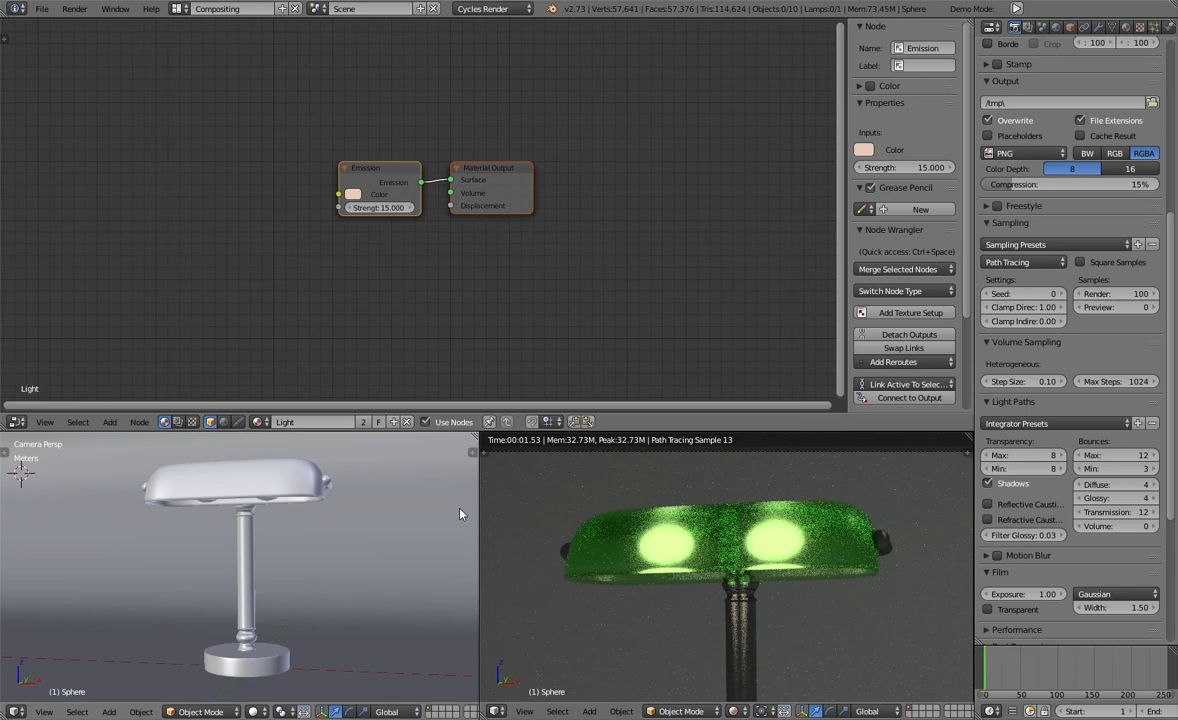 File Render Window Help Compositing Scene Cycles Render v2.73 | Verts:57,641 | Faces:57,376 | Tris:114,624 | Objects:0/10 | Lamps:0/1 | Mem:73.45M | Sphere Demo Mode:
Node
Name: Emission
Label:
Color
Properties
Inputs:
Color
Strength: 15.000
Grease Pencil
New
Node Wrangler
(Quick access: Ctrl+Space)
Merge Selected Nodes
Switch Node Type
Add Texture Setup
Detach Outputs
Swap Links
Add Reroutes
Link Active To Selec...
Connect to Output
Emission
Emission
Color
Strengt: 15.000
Material Output
Surface
Volume
Displacement
Light
View Select Add Node Light 2 F Use Nodes
Camera Persp
Meters
(1) Sphere
View Select Add Object Object Mode Global
Time:00:01.53 | Mem:32.73M, Peak:32.73M | Path Tracing Sample 13
(1) Sphere
View Select Add Object Object Mode Global
Borde Crop : 100 : 100
Stamp
Output
/tmp\
Overwrite File Extensions
Placeholders Cache Result
PNG BW RGB RGBA
Color Depth: 8 16
Compression: 15%
Freestyle
Sampling
Sampling Presets
Path Tracing Square Samples
Settings: Samples:
Seed: 0 Render: 100
Clamp Direc: 1.00 Preview: 0
Clamp Indire: 0.00
Volume Sampling
Heterogeneous:
Step Size: 0.10 Max Steps: 1024
Light Paths
Integrator Presets
Transparency: Bounces:
Max: 8 Max: 12
Min: 8 Min: 3
Shadows Diffuse: 4
Glossy: 4
Reflective Causti... Transmission: 12
Refractive Caust... Volume: 0
Filter Glossy: 0.03
Motion Blur
Film
Exposure: 1.00 Gaussian
Transparent Width: 1.50
Performance
0 50 100 150 200 250
Start: 1 End: